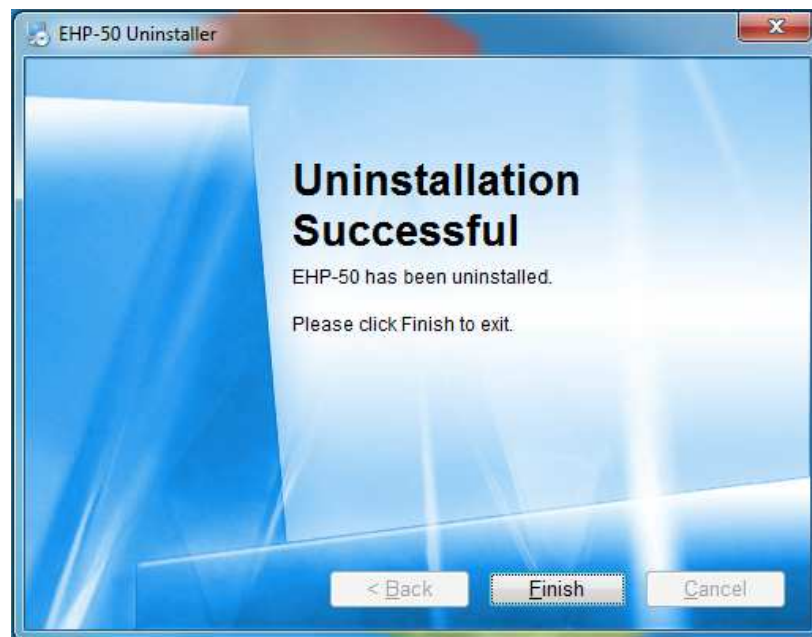 EHP-50 Uninstaller
Uninstallation
Successful
EHP-50 has been uninstalled.
Please click Finish to exit.
< Back
Finish
Cancel